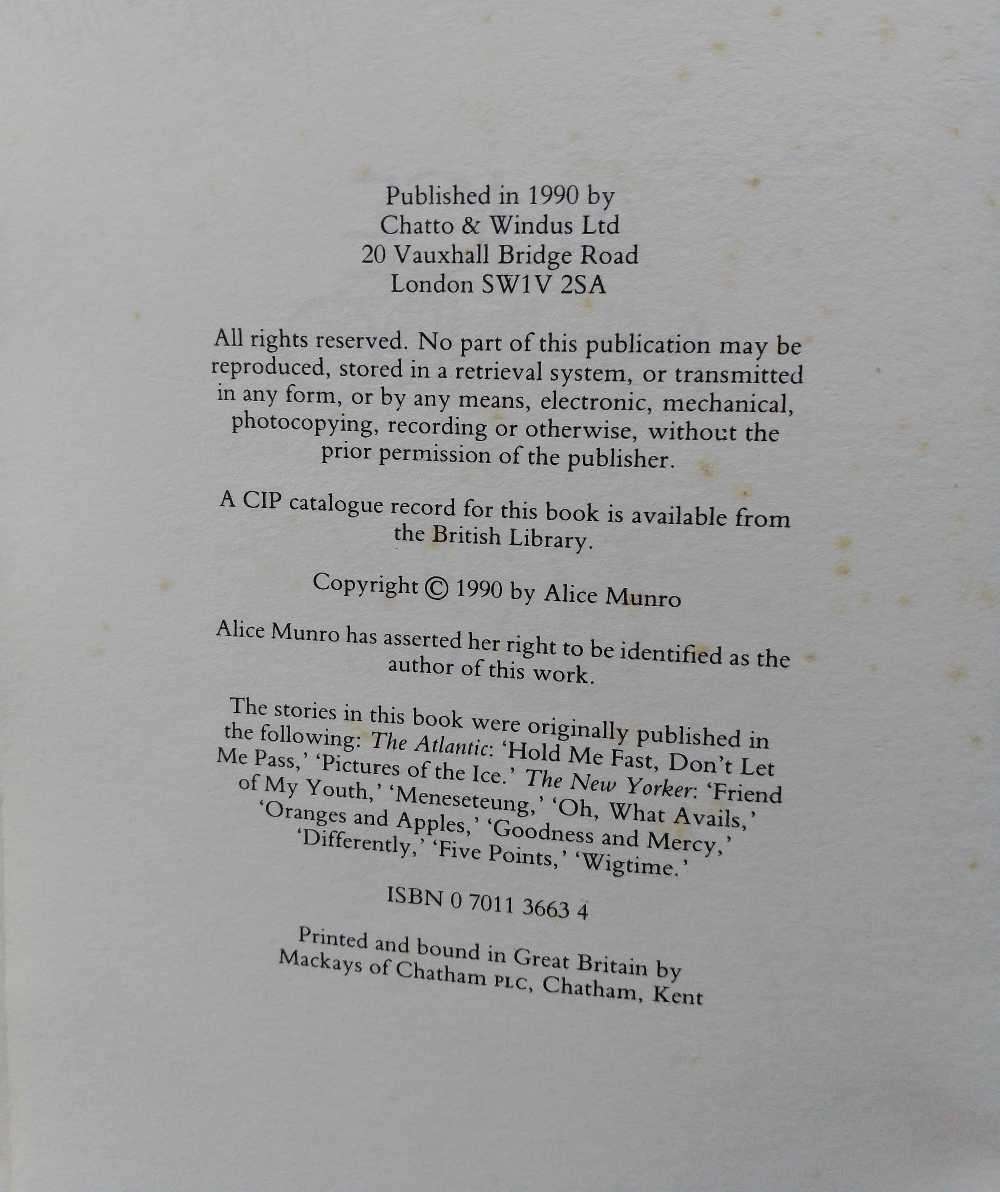 Published in 1990 by
Chatto & Windus Ltd
20 Vauxhall Bridge Road
London SW1V 2SA
All rights reserved. No part of this publication may be
reproduced, stored in a retrieval system, or transmitted
in any form, or by any means, electronic, mechanical,
photocopying, recording or otherwise, without the
prior permission of the publisher.
A CIP catalogue record for this book is available from
the British Library.
Copyright © 1990 by Alice Munro
Alice Munro has asserted her right to be identified as the
author of this work.
The stories in this book were originally published in
the following: The Atlantic: ‘Hold Me Fast, Don’t Let
Me Pass,’ ‘Pictures of the Ice.’ The New Yorker: ‘Friend
of My Youth,’ ‘Meneseteung,’ ‘Oh, What Avails,’
‘Oranges and Apples,’ ‘Goodness and Mercy,’
‘Differently,’ ‘Five Points,’ ‘Wigtime.’
ISBN 0 7011 3663 4
Printed and bound in Great Britain by
Mackays of Chatham PLC, Chatham, Kent